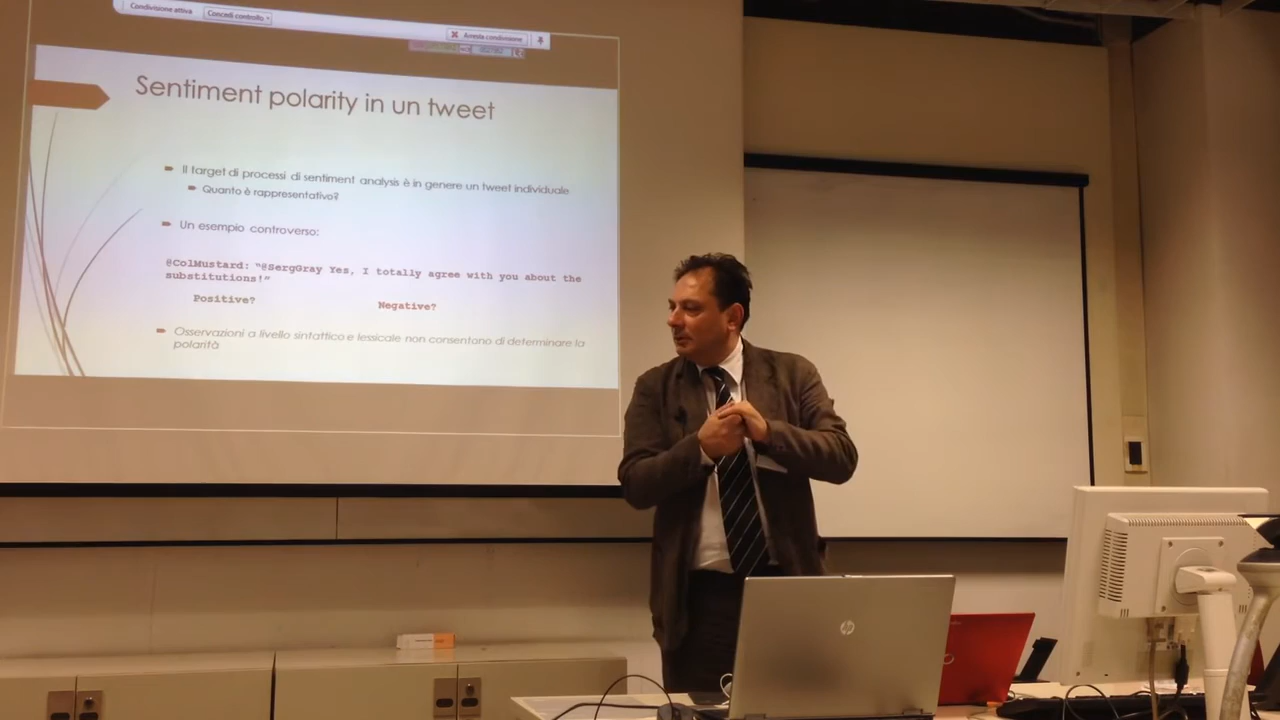 Condivisione attiva
Concedi controllo
Arresta condivisione
Sentiment polarity in un tweet
Il target di processi di sentiment analysis è in genere un tweet individuale
Quanto è rappresentativo?
Un esempio controverso:
@ColMustard: "@SergGray Yes, I totally agree with you about the
substitutions!"
Positive? Negative?
Osservazioni a livello sintattico e lessicale non consentono di determinare la
polarità
hp